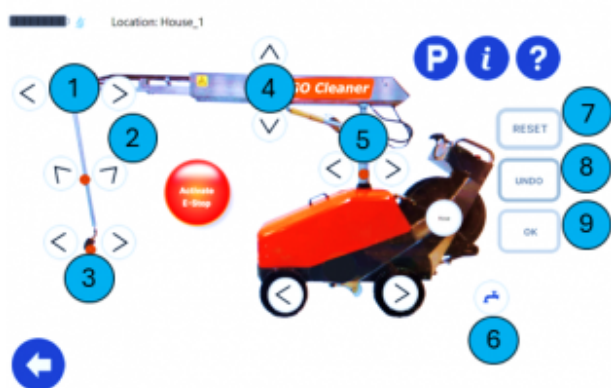 Location: House_1
P i ?
1
4
GO Cleaner
7
RESET
2
5
8
UNDO
Activate
E-Stop
9
OK
3
6